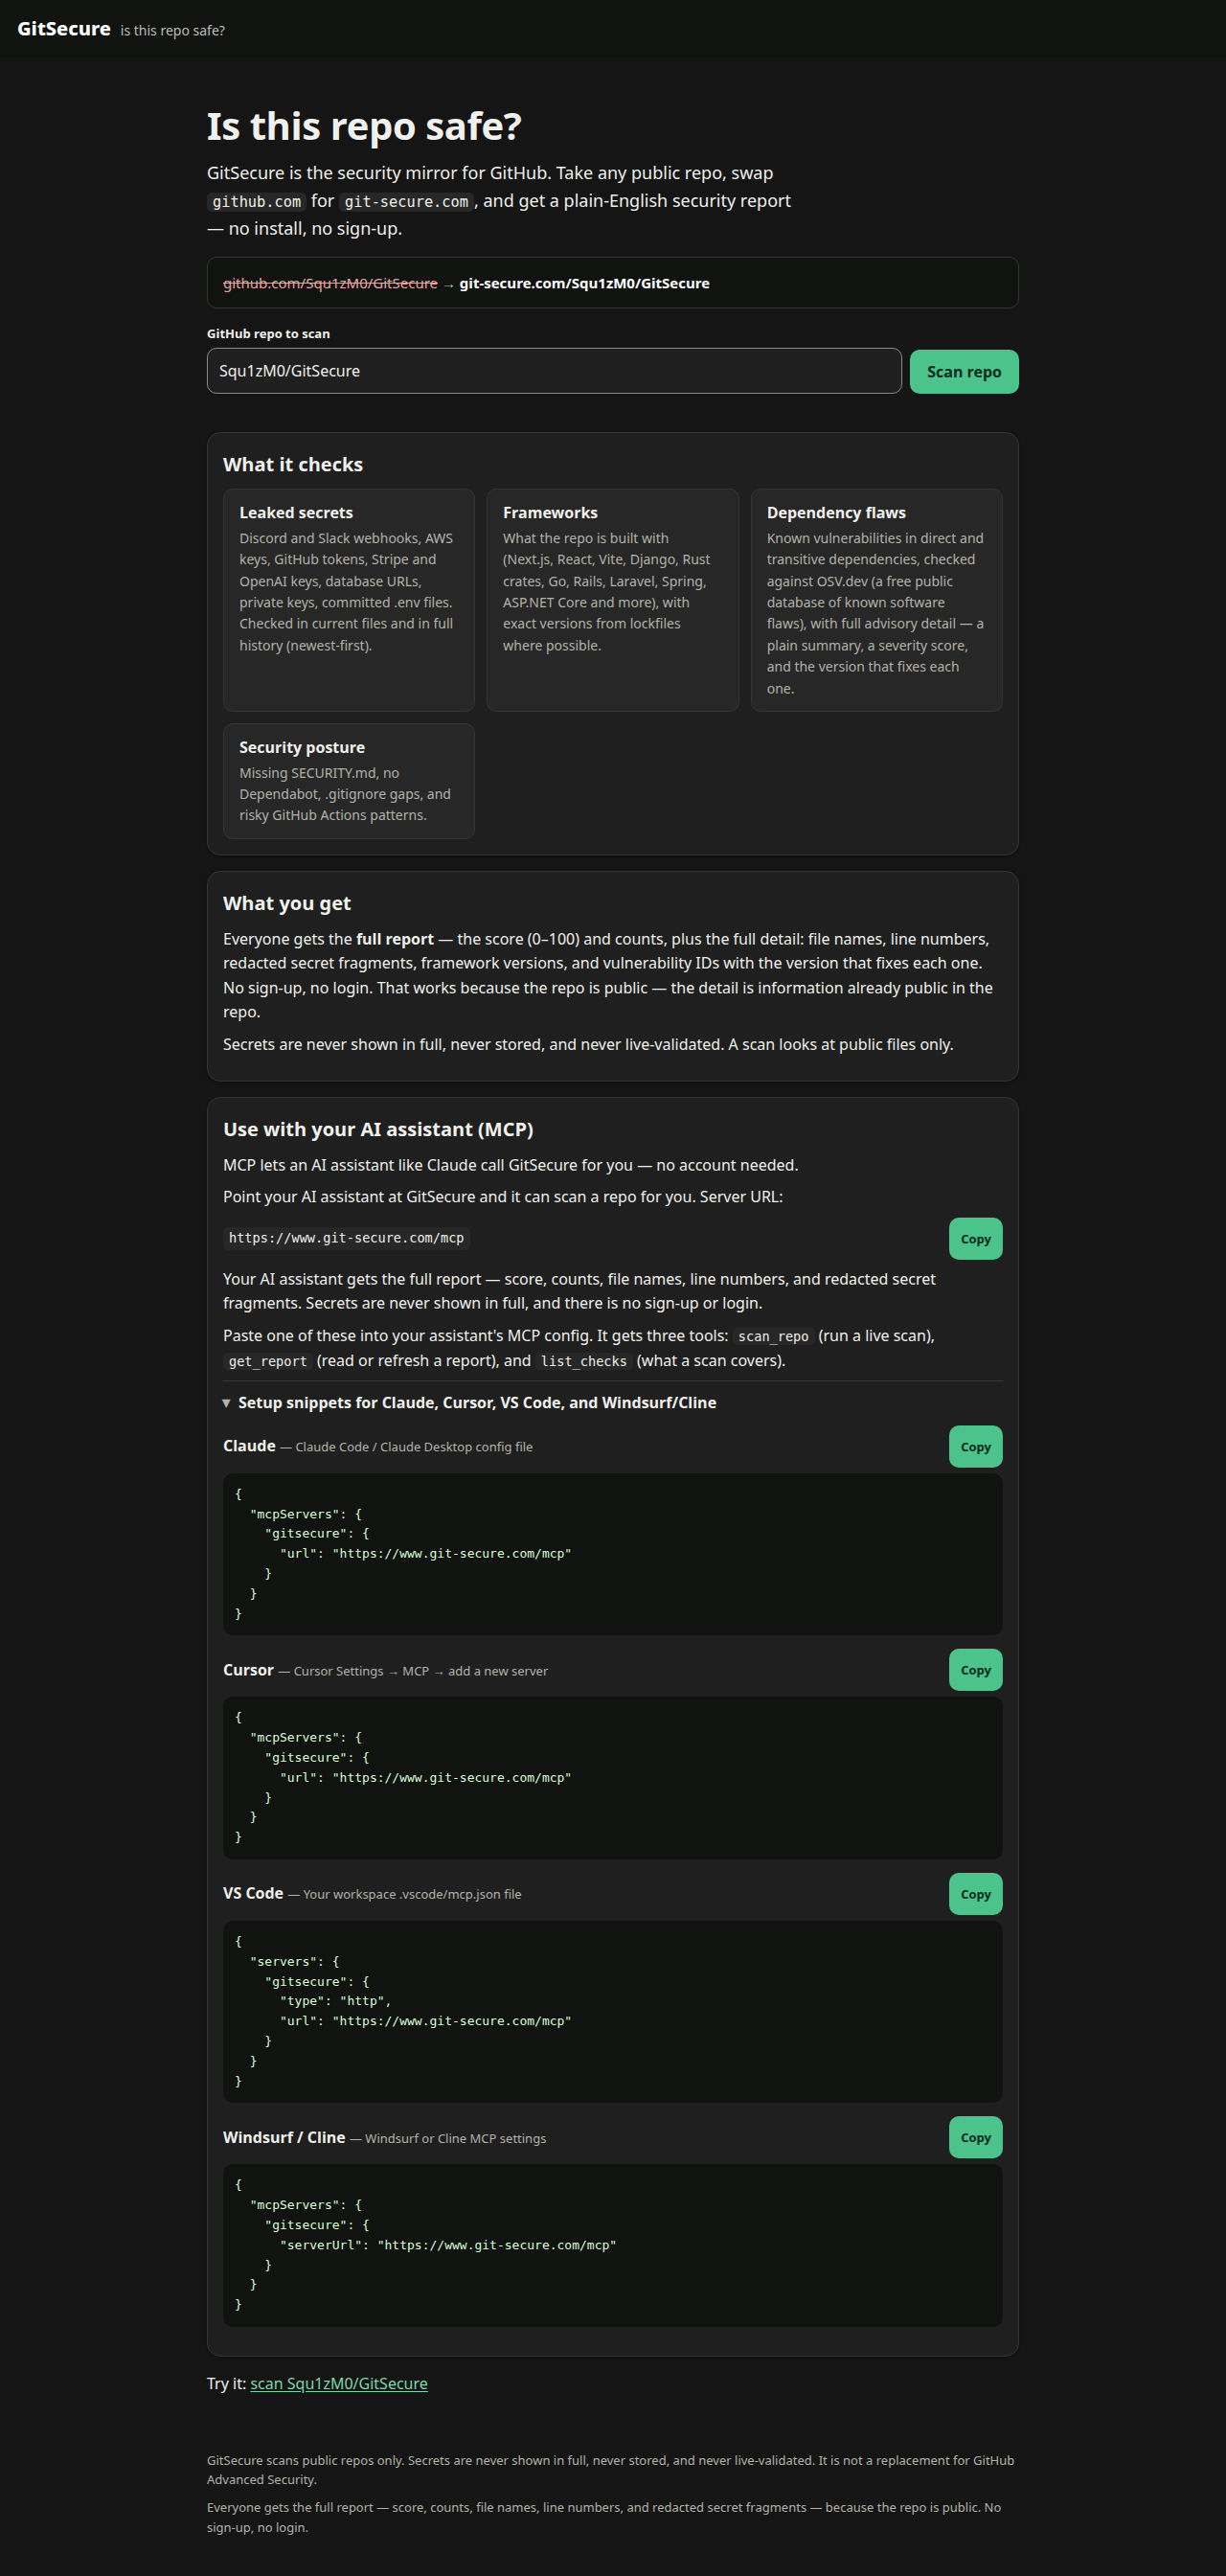 GitSecure is this repo safe?
Is this repo safe?
GitSecure is the security mirror for GitHub. Take any public repo, swap
github.com for git-secure.com, and get a plain-English security report
— no install, no sign-up.
github.com/Squ1zM0/GitSecure → git-secure.com/Squ1zM0/GitSecure
GitHub repo to scan
Squ1zM0/GitSecure
Scan repo
What it checks
Leaked secrets
Discord and Slack webhooks, AWS
keys, GitHub tokens, Stripe and
OpenAI keys, database URLs,
private keys, committed .env files.
Checked in current files and in full
history (newest-first).
Frameworks
What the repo is built with
(Next.js, React, Vite, Django, Rust
crates, Go, Rails, Laravel, Spring,
ASP.NET Core and more), with
exact versions from lockfiles
where possible.
Dependency flaws
Known vulnerabilities in direct and
transitive dependencies, checked
against OSV.dev (a free public
database of known software
flaws), with full advisory detail — a
plain summary, a severity score,
and the version that fixes each
one.
Security posture
Missing SECURITY.md, no
Dependabot, .gitignore gaps, and
risky GitHub Actions patterns.
What you get
Everyone gets the full report — the score (0–100) and counts, plus the full detail: file names, line numbers,
redacted secret fragments, framework versions, and vulnerability IDs with the version that fixes each one.
No sign-up, no login. That works because the repo is public — the detail is information already public in the
repo.
Secrets are never shown in full, never stored, and never live-validated. A scan looks at public files only.
Use with your AI assistant (MCP)
MCP lets an AI assistant like Claude call GitSecure for you — no account needed.
Point your AI assistant at GitSecure and it can scan a repo for you. Server URL:
https://www.git-secure.com/mcp
Copy
Your AI assistant gets the full report — score, counts, file names, line numbers, and redacted secret
fragments. Secrets are never shown in full, and there is no sign-up or login.
Paste one of these into your assistant's MCP config. It gets three tools: scan_repo (run a live scan),
get_report (read or refresh a report), and list_checks (what a scan covers).
▼ Setup snippets for Claude, Cursor, VS Code, and Windsurf/Cline
Claude — Claude Code / Claude Desktop config file
Copy
{
  "mcpServers": {
    "gitsecure": {
      "url": "https://www.git-secure.com/mcp"
    }
  }
}
Cursor — Cursor Settings → MCP → add a new server
Copy
{
  "mcpServers": {
    "gitsecure": {
      "url": "https://www.git-secure.com/mcp"
    }
  }
}
VS Code — Your workspace .vscode/mcp.json file
Copy
{
  "servers": {
    "gitsecure": {
      "type": "http",
      "url": "https://www.git-secure.com/mcp"
    }
  }
}
Windsurf / Cline — Windsurf or Cline MCP settings
Copy
{
  "mcpServers": {
    "gitsecure": {
      "serverUrl": "https://www.git-secure.com/mcp"
    }
  }
}
Try it: scan Squ1zM0/GitSecure
GitSecure scans public repos only. Secrets are never shown in full, never stored, and never live-validated. It is not a replacement for GitHub
Advanced Security.
Everyone gets the full report — score, counts, file names, line numbers, and redacted secret fragments — because the repo is public. No
sign-up, no login.